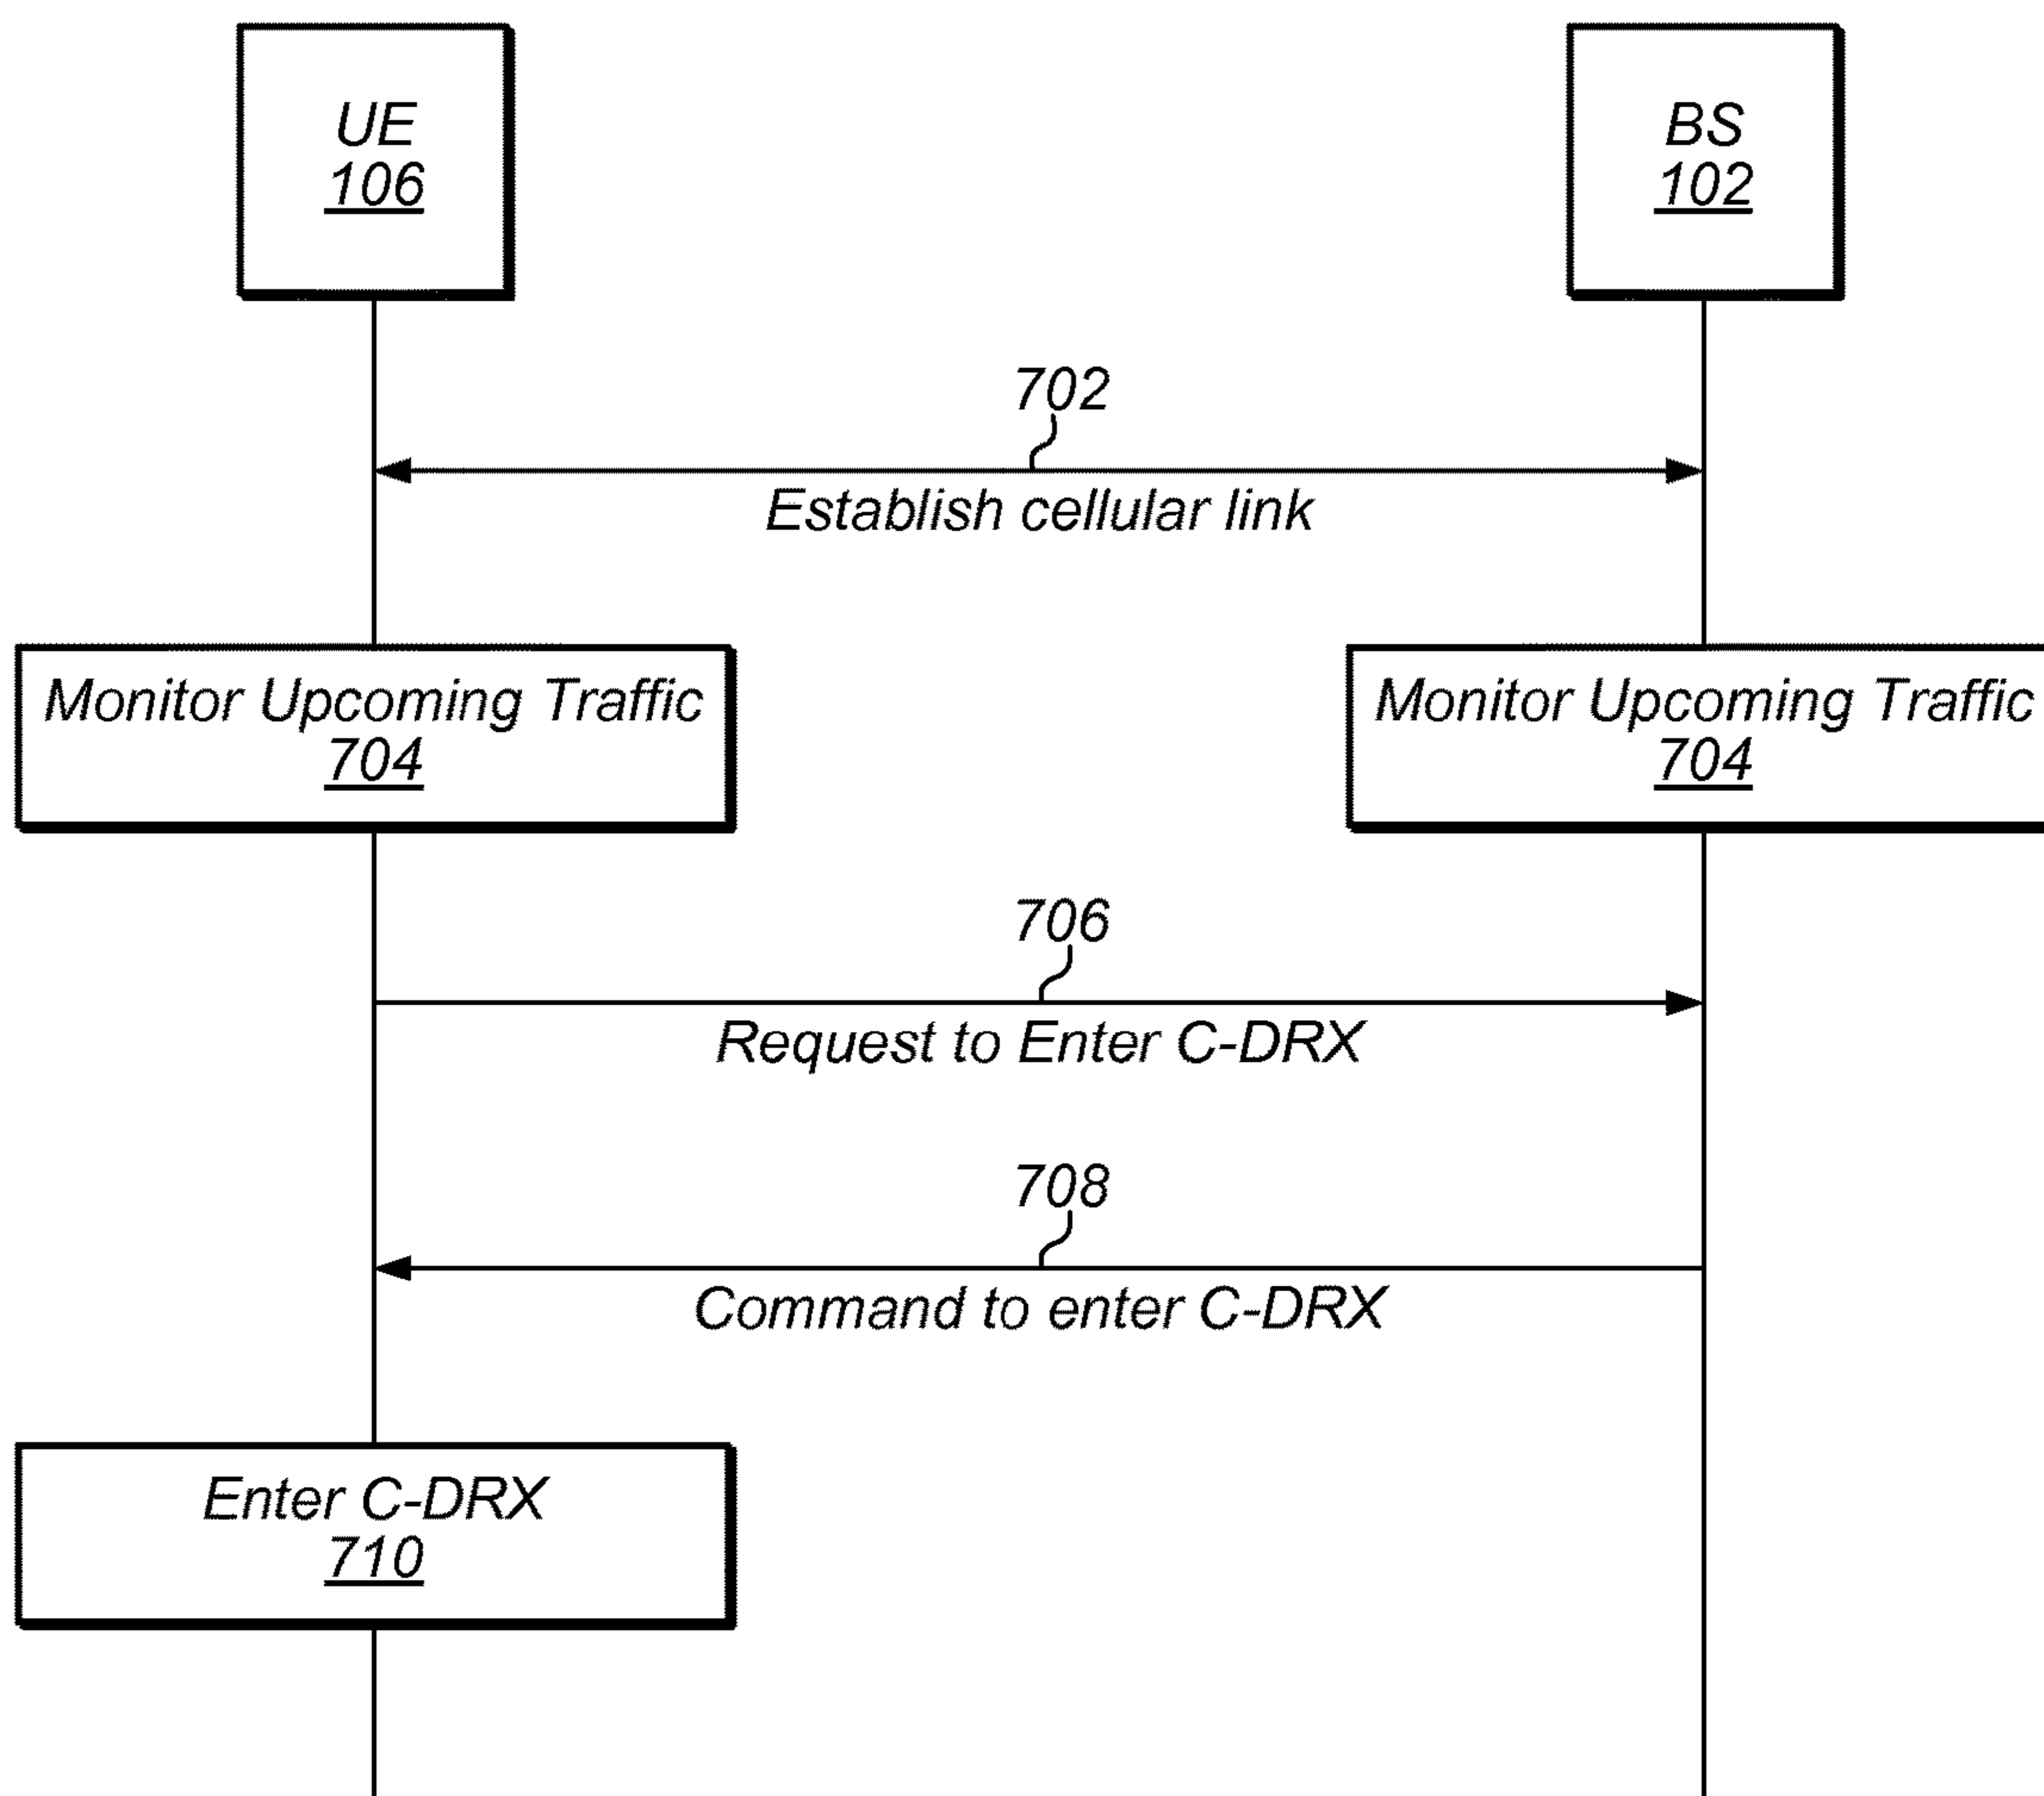 UE
106
BS
102
702
Establish cellular link
Monitor Upcoming Traffic
704
Monitor Upcoming Traffic
704
706
Request to Enter C-DRX
708
Command to enter C-DRX
Enter C-DRX
710